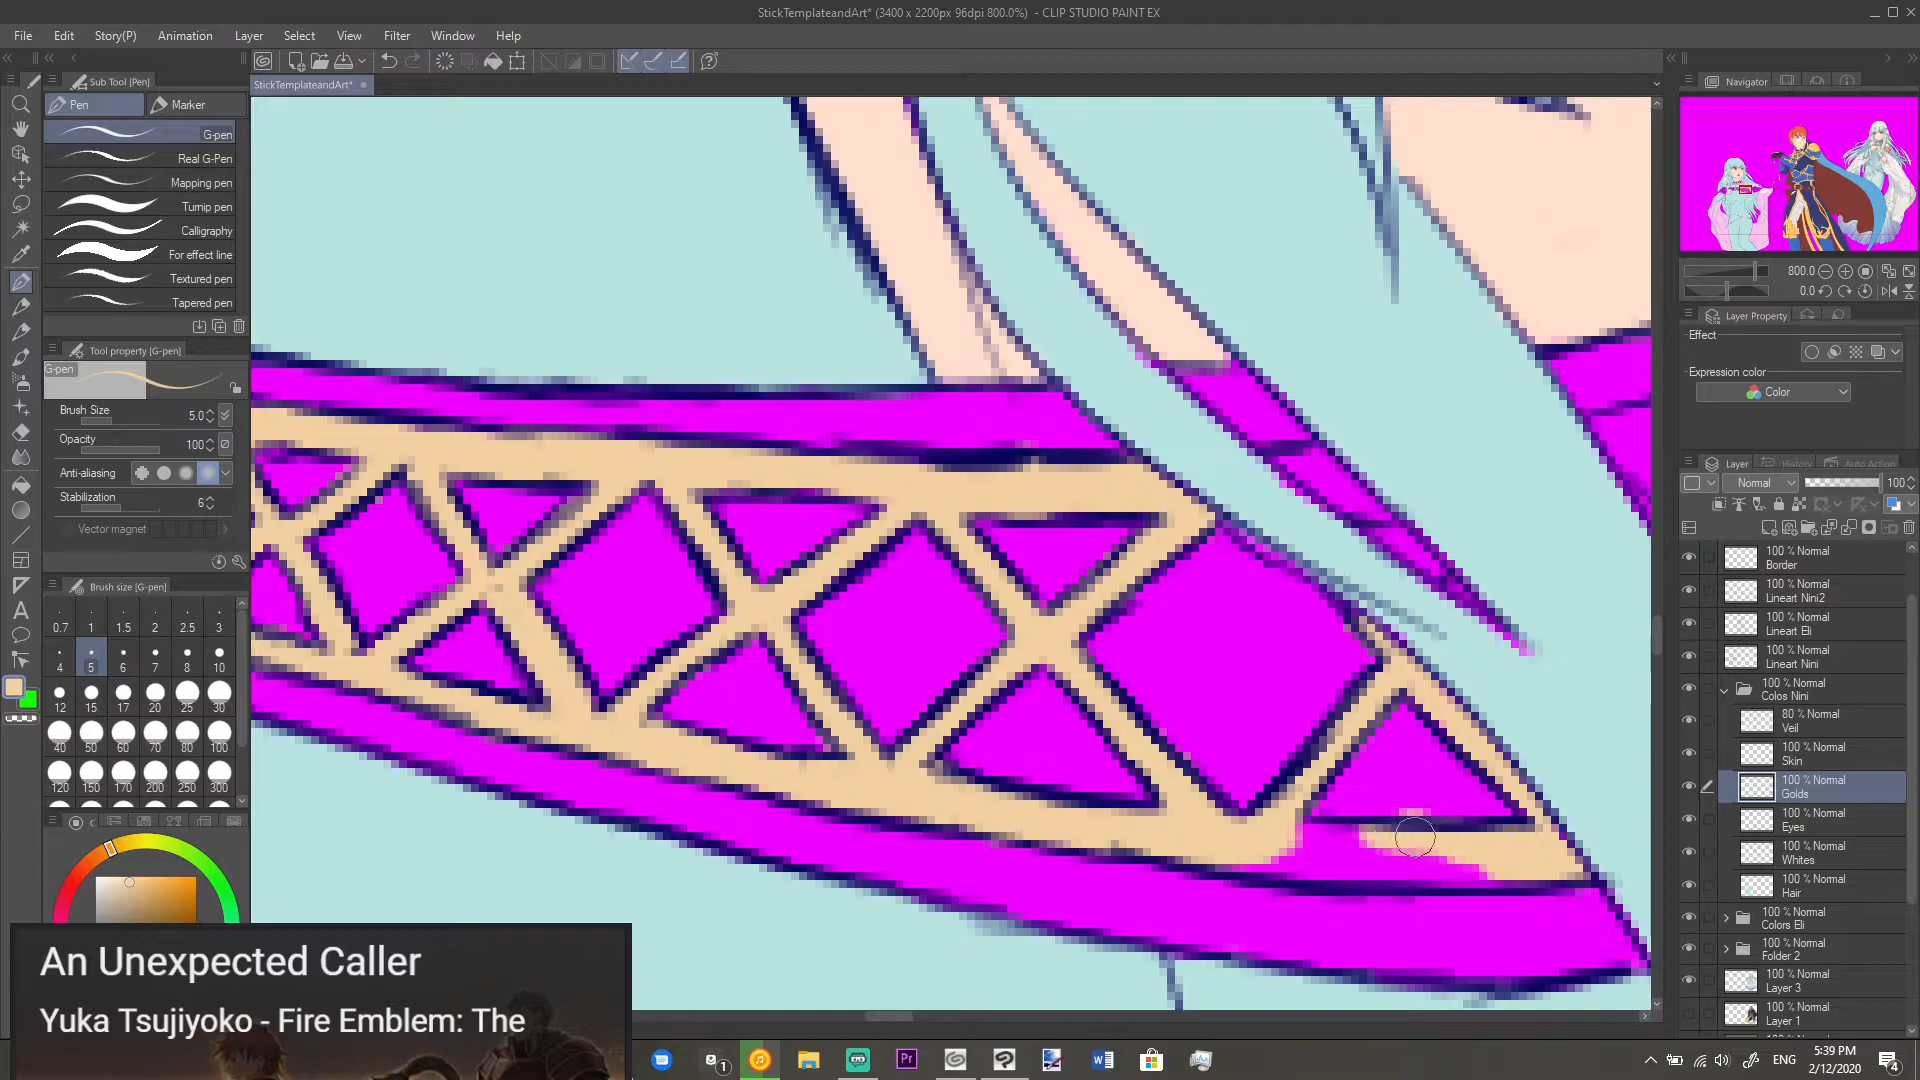 StickTemplateandArt* (3400 x 2200px 96dpi 800.0%)  - CLIP STUDIO PAINT EX
File Edit Story(P) Animation Layer Select View Filter Window Help
Sub Tool [Pen]
StickTemplateandArt*
Navigator
Pen Marker
G-pen
Real G-Pen
Mapping pen
Turnip pen
Calligraphy
For effect line
Textured pen
Tapered pen
Tool property [G-pen]
G-pen
Brush Size 5.0
Opacity 100
Anti-aliasing
Stabilization 6
Vector magnet
Brush size [G-pen]
0.7 1 1.5 2 2.5 3
4 5 6 7 8 10
12 15 17 20 25 30
40 50 60 70 80 100
120 150 170 200 250 300
800.0
0.0
Layer Property
Effect
Expression color
Color
Layer History Auto Action
Normal 100
100 % Normal
Border
100 % Normal
Lineart Nini2
100 % Normal
Lineart Eli
100 % Normal
Lineart Nini
100 % Normal
Colos Nini
80 % Normal
Veil
100 % Normal
Skin
100 % Normal
Golds
100 % Normal
Eyes
100 % Normal
Whites
100 % Normal
Hair
100 % Normal
Colors Eli
100 % Normal
Folder 2
100 % Normal
Layer 3
100 % Normal
Layer 1
An Unexpected Caller
Yuka Tsujiyoko - Fire Emblem: The
1
Pr
ENG
5:39 PM
2/12/2020
4